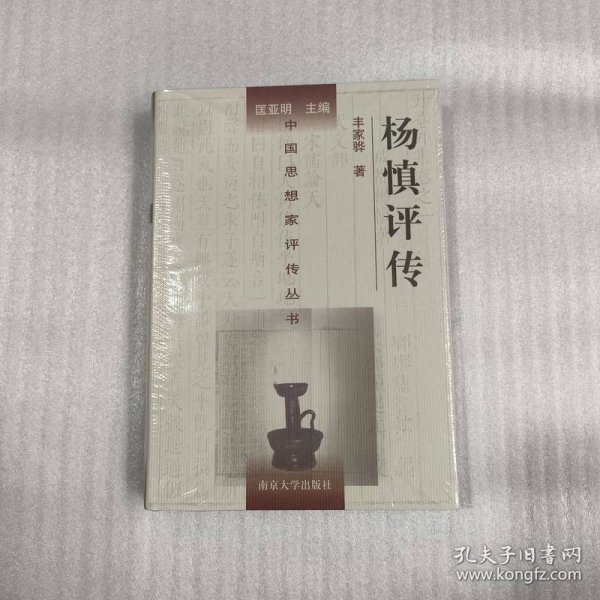 杨慎评传
丰家骅 著
匡亚明 主编
中国思想家评传丛书
南京大学出版社
孔夫子旧书网
www.kongfz.com